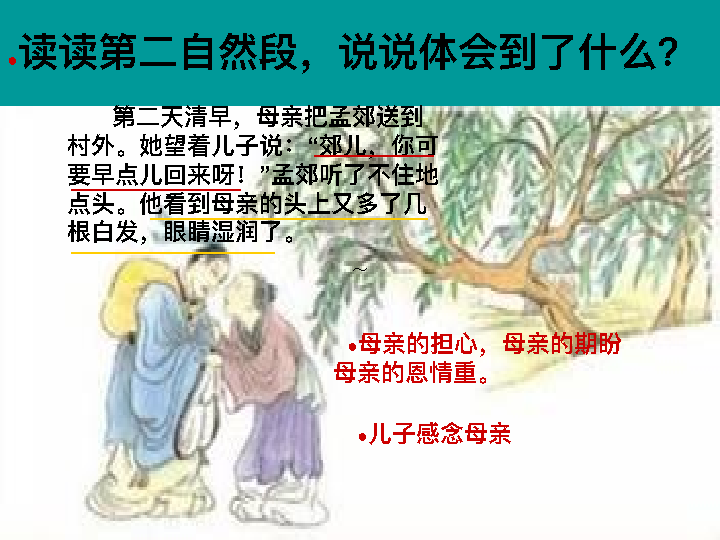 •读读第二自然段，说说体会到了什么？
第二天清早，母亲把孟郊送到
村外。她望着儿子说：“郊儿，你可
要早点儿回来呀！”孟郊听了不住地
点头。他看到母亲的头上又多了几
根白发，眼睛湿润了。
～
•母亲的担心，母亲的期盼
母亲的恩情重。
•儿子感念母亲